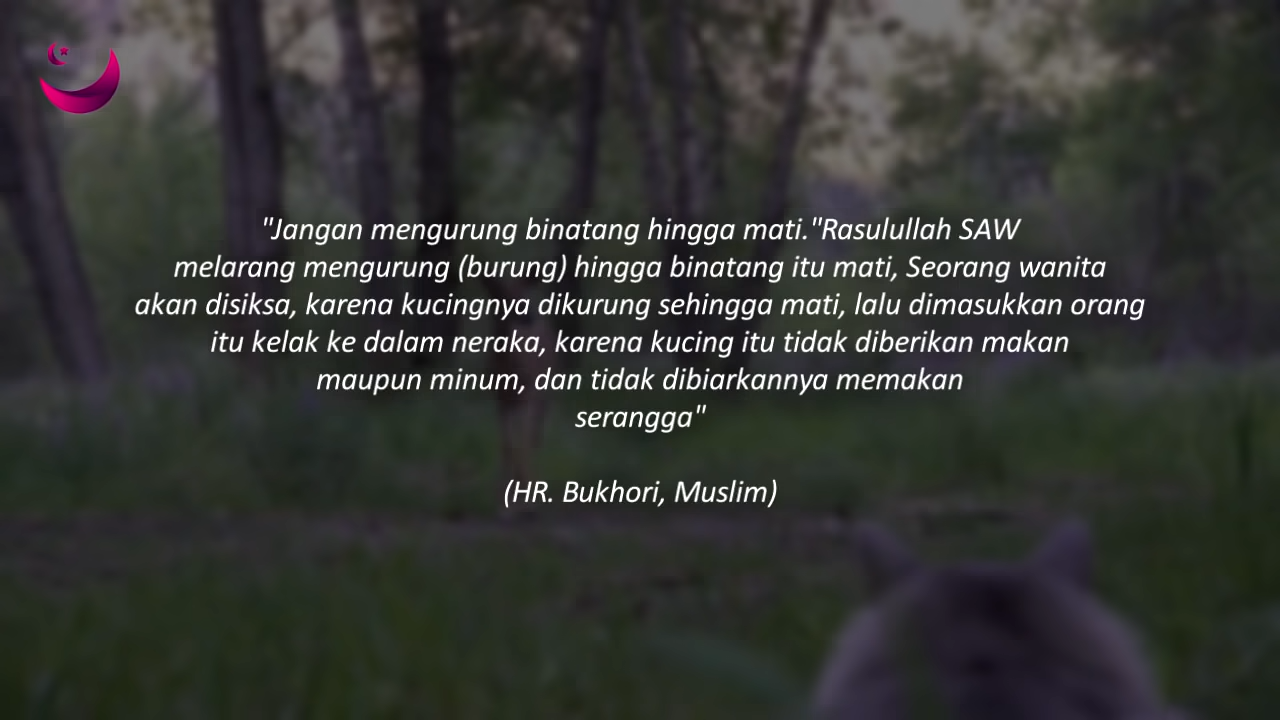 "Jangan mengurung binatang hingga mati."Rasulullah SAW
melarang mengurung (burung) hingga binatang itu mati, Seorang wanita
akan disiksa, karena kucingnya dikurung sehingga mati, lalu dimasukkan orang
itu kelak ke dalam neraka, karena kucing itu tidak diberikan makan
maupun minum, dan tidak dibiarkannya memakan
serangga"
(HR. Bukhori, Muslim)